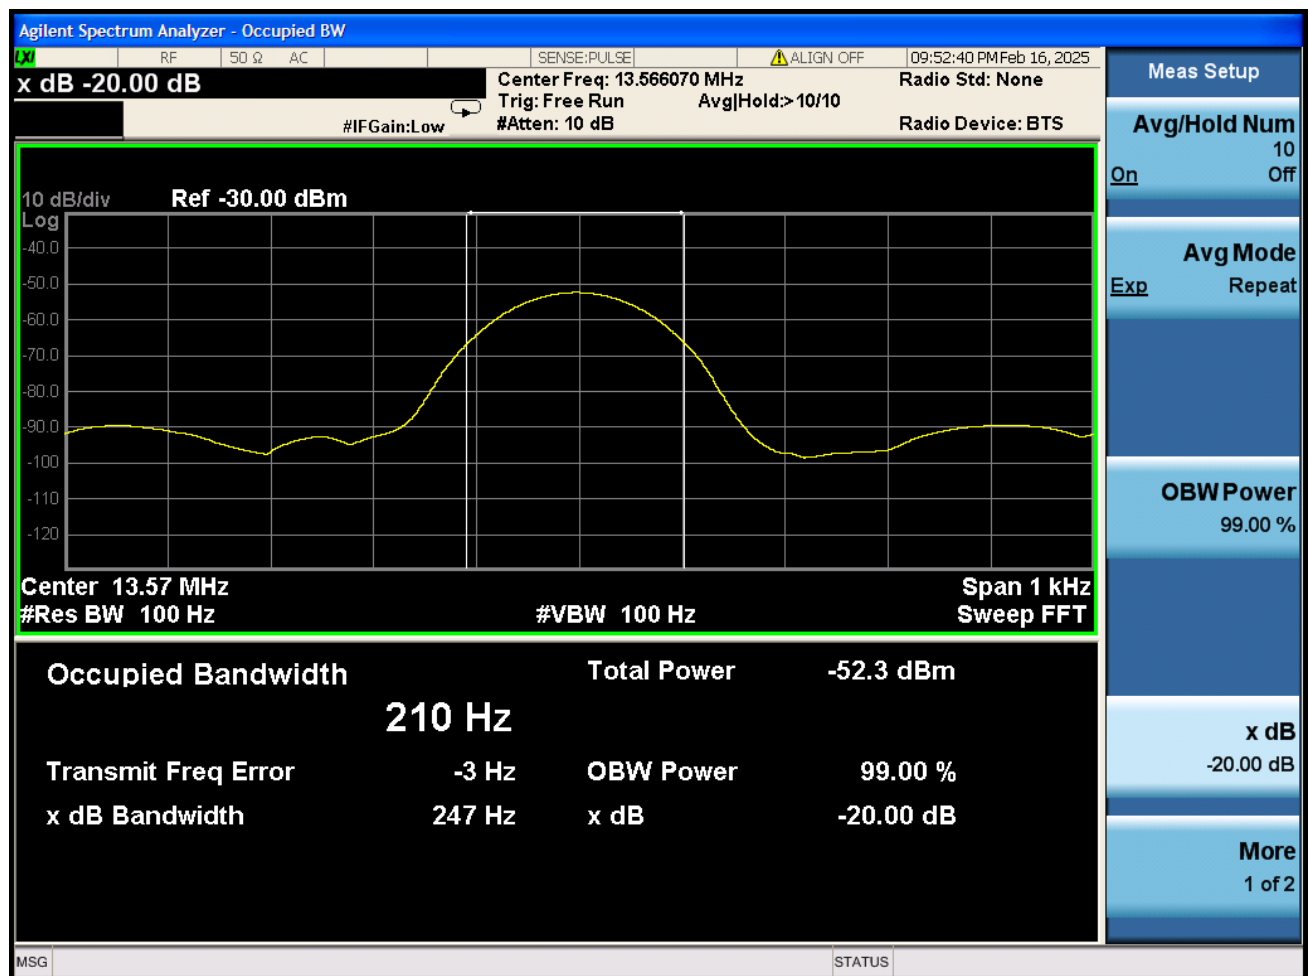 Agilent Spectrum Analyzer - Occupied BW
LXI RF 50 Ω AC SENSE:PULSE ALIGN OFF 09:52:40 PM Feb 16, 2025
x dB -20.00 dB
Center Freq: 13.566070 MHz Radio Std: None
Trig: Free Run Avg|Hold:>10/10
#IFGain:Low #Atten: 10 dB Radio Device: BTS
10 dB/div Ref -30.00 dBm
Log
-40.0
-50.0
-60.0
-70.0
-80.0
-90.0
-100
-110
-120
Center 13.57 MHz Span 1 kHz
#Res BW 100 Hz #VBW 100 Hz Sweep FFT
Occupied Bandwidth Total Power -52.3 dBm
210 Hz
Transmit Freq Error -3 Hz OBW Power 99.00 %
x dB Bandwidth 247 Hz x dB -20.00 dB
Meas Setup
Avg/Hold Num
10
On Off
Avg Mode
Exp Repeat
OBW Power
99.00 %
x dB
-20.00 dB
More
1 of 2
MSG STATUS